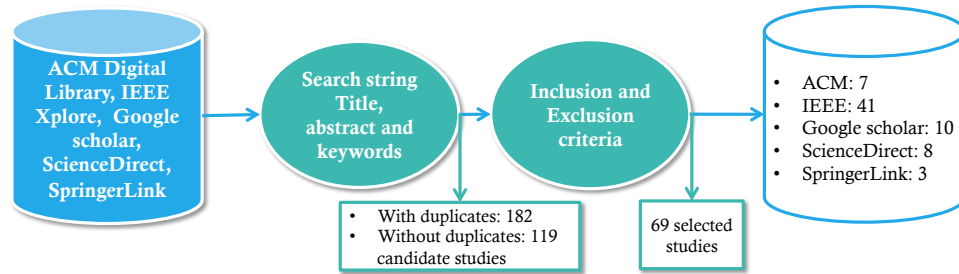 ACM Digital
Library, IEEE
Xplore, Google
scholar,
ScienceDirect,
SpringerLink
Search string
Title,
abstract and
keywords
• With duplicates: 182
• Without duplicates: 119
candidate studies
Inclusion and
Exclusion
criteria
69 selected
studies
• ACM: 7
• IEEE: 41
• Google scholar: 10
• ScienceDirect: 8
• SpringerLink: 3